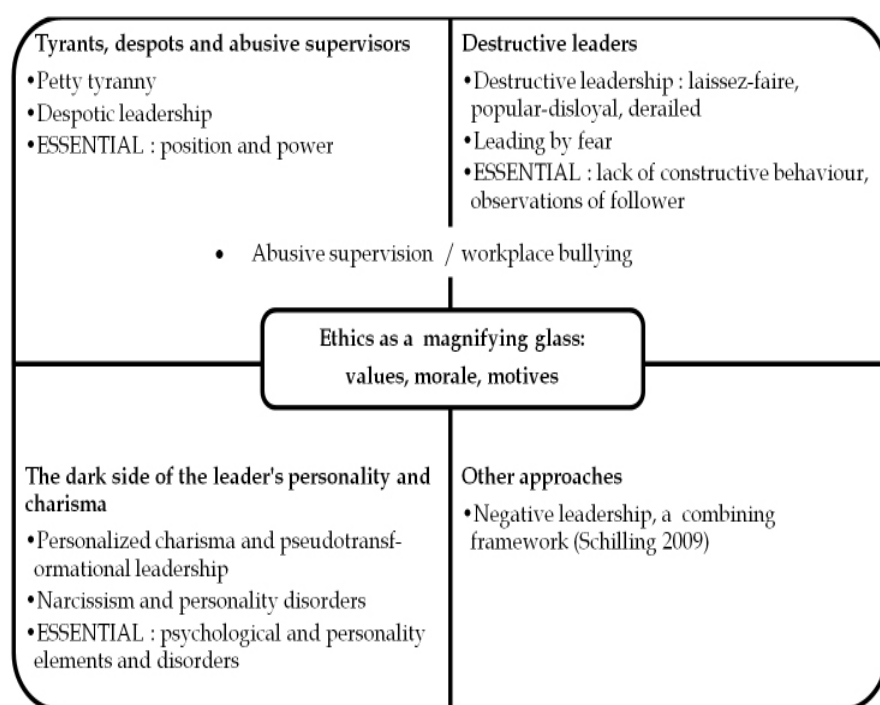 Tyrants, despots and abusive supervisors
•Petty tyranny
•Despotic leadership
•ESSENTIAL : position and power
Destructive leaders
•Destructive leadership : laissez-faire,
popular-disloyal, derailed
•Leading by fear
•ESSENTIAL : lack of constructive behaviour,
observations of follower
• Abusive supervision / workplace bullying
Ethics as a magnifying glass:
values, morale, motives
The dark side of the leader's personality and
charisma
•Personalized charisma and pseudotransf-
ormational leadership
•Narcissism and personality disorders
•ESSENTIAL : psychological and personality
elements and disorders
Other approaches
•Negative leadership, a combining
framework (Schilling 2009)